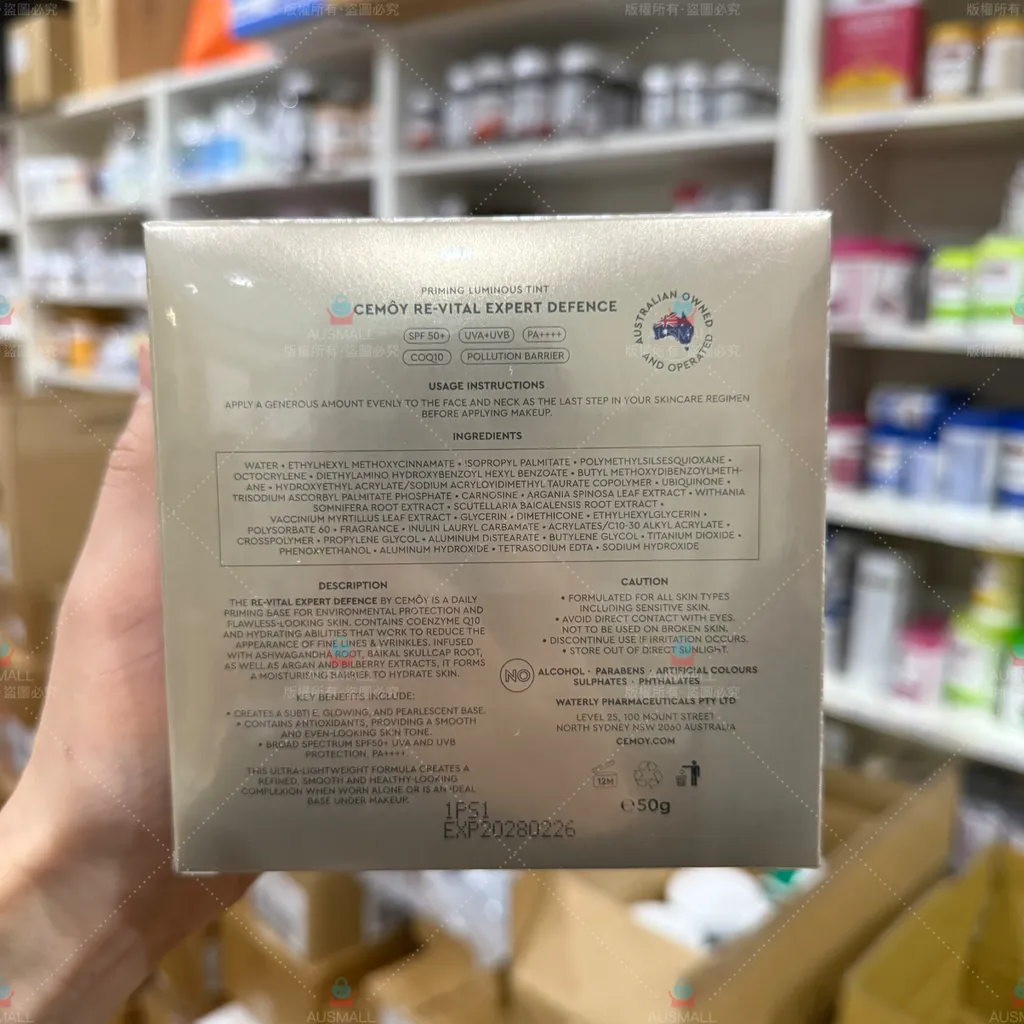 PRIMING LUMINOUS TINT
CEMÔY RE-VITAL EXPERT DEFENCE
SPF 50+ UVA+UVB PA++++
COQ10 POLLUTION BARRIER
AUSTRALIAN OWNED
AND OPERATED
USAGE INSTRUCTIONS
APPLY A GENEROUS AMOUNT EVENLY TO THE FACE AND NECK AS THE LAST STEP IN YOUR SKINCARE REGIMEN
BEFORE APPLYING MAKEUP.
INGREDIENTS
WATER • ETHYLHEXYL METHOXYCINNAMATE • ISOPROPYL PALMITATE • POLYMETHYLSILSESQUIOXANE •
OCTOCRYLENE • DIETHYLAMINO HYDROXYBENZOYL HEXYL BENZOATE • BUTYL METHOXYDIBENZOYLMETH-
ANE • HYDROXYETHYL ACRYLATE/SODIUM ACRYLOYIDIMETHYL TAURATE COPOLYMER • UBIQUINONE •
TRISODIUM ASCORBYL PALMITATE PHOSPHATE • CARNOSINE • ARGANIA SPINOSA LEAF EXTRACT • WITHANIA
SOMNIFERA ROOT EXTRACT • SCUTELLARIA BAICALENSIS ROOT EXTRACT •
VACCINIUM MYRTILLUS LEAF EXTRACT • GLYCERIN • DIMETHICONE • ETHYLHEXYLGLYCERIN •
POLYSORBATE 60 • FRAGRANCE • INULIN LAURYL CARBAMATE • ACRYLATES/C10-30 ALKYL ACRYLATE •
CROSSPOLYMER • PROPYLENE GLYCOL • ALUMINUM DISTEARATE • BUTYLENE GLYCOL • TITANIUM DIOXIDE •
PHENOXYETHANOL • ALUMINUM HYDROXIDE • TETRASODIUM EDTA • SODIUM HYDROXIDE
DESCRIPTION
THE RE-VITAL EXPERT DEFENCE BY CEMÔY IS A DAILY
PRIMING BASE FOR ENVIRONMENTAL PROTECTION AND
FLAWLESS-LOOKING SKIN. CONTAINS COENZYME Q10
AND HYDRATING ABILITIES THAT WORK TO REDUCE THE
APPEARANCE OF FINE LINES & WRINKLES. INFUSED
WITH ASHWAGANDHA ROOT, BAIKAL SKULLCAP ROOT,
AS WELL AS ARGAN AND BILBERRY EXTRACTS, IT FORMS
A MOISTURISING BARRIER TO HYDRATE SKIN.
KEY BENEFITS INCLUDE:
• CREATES A SUBTLE, GLOWING, AND PEARLESCENT BASE.
• CONTAINS ANTIOXIDANTS, PROVIDING A SMOOTH
AND EVEN-LOOKING SKIN TONE.
• BROAD SPECTRUM SPF50+ UVA AND UVB
PROTECTION, PA++++.
THIS ULTRA-LIGHTWEIGHT FORMULA CREATES A
REFINED, SMOOTH AND HEALTHY-LOOKING
COMPLEXION WHEN WORN ALONE OR IS AN IDEAL
BASE UNDER MAKEUP.
CAUTION
• FORMULATED FOR ALL SKIN TYPES
INCLUDING SENSITIVE SKIN.
• AVOID DIRECT CONTACT WITH EYES.
NOT TO BE USED ON BROKEN SKIN.
• DISCONTINUE USE IF IRRITATION OCCURS.
• STORE OUT OF DIRECT SUNLIGHT.
NO ALCOHOL · PARABENS · ARTIFICIAL COLOURS
SULPHATES · PHTHALATES
WATERLY PHARMACEUTICALS PTY LTD
LEVEL 25, 100 MOUNT STREET
NORTH SYDNEY NSW 2060 AUSTRALIA
CEMOY.COM
12M
℮50g
1PS1
EXP20280226
AUSMALL
版權所有·盜圖必究